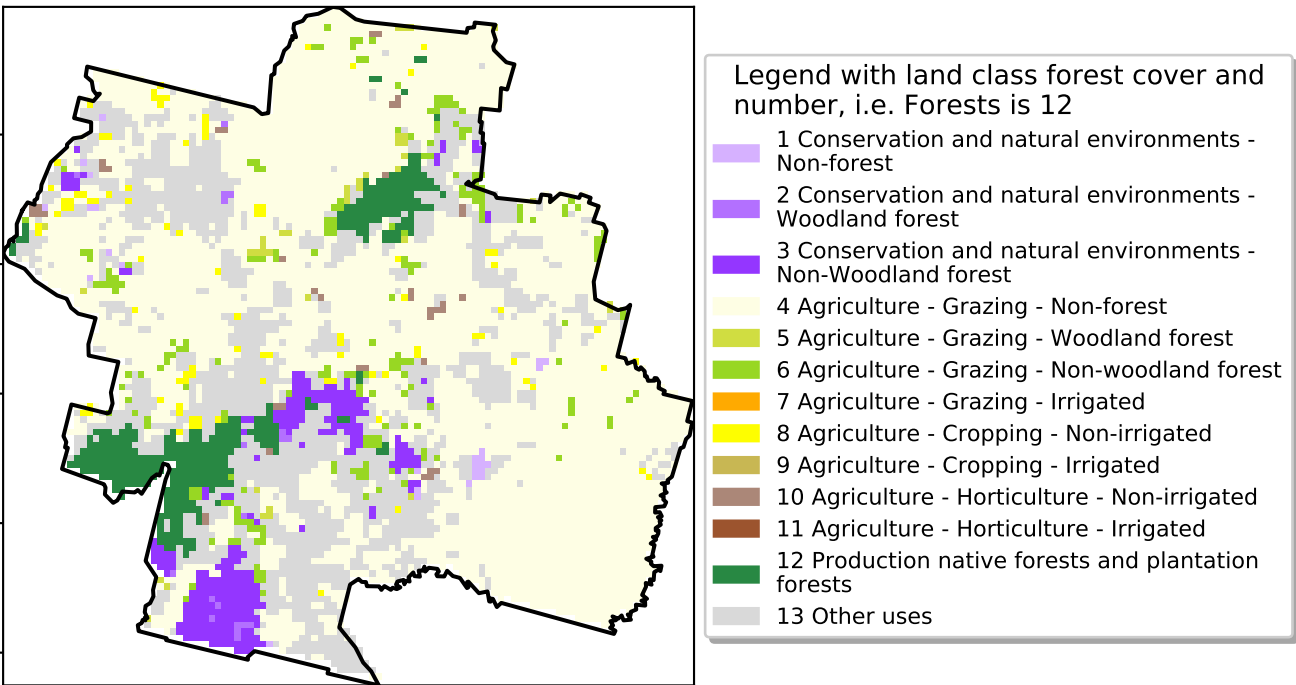 Legend with land class forest cover and
number, i.e. Forests is 12
1 Conservation and natural environments -
Non-forest
2 Conservation and natural environments -
Woodland forest
3 Conservation and natural environments -
Non-Woodland forest
4 Agriculture - Grazing - Non-forest
5 Agriculture - Grazing - Woodland forest
6 Agriculture - Grazing - Non-woodland forest
7 Agriculture - Grazing - Irrigated
8 Agriculture - Cropping - Non-irrigated
9 Agriculture - Cropping - Irrigated
10 Agriculture - Horticulture - Non-irrigated
11 Agriculture - Horticulture - Irrigated
12 Production native forests and plantation
forests
13 Other uses